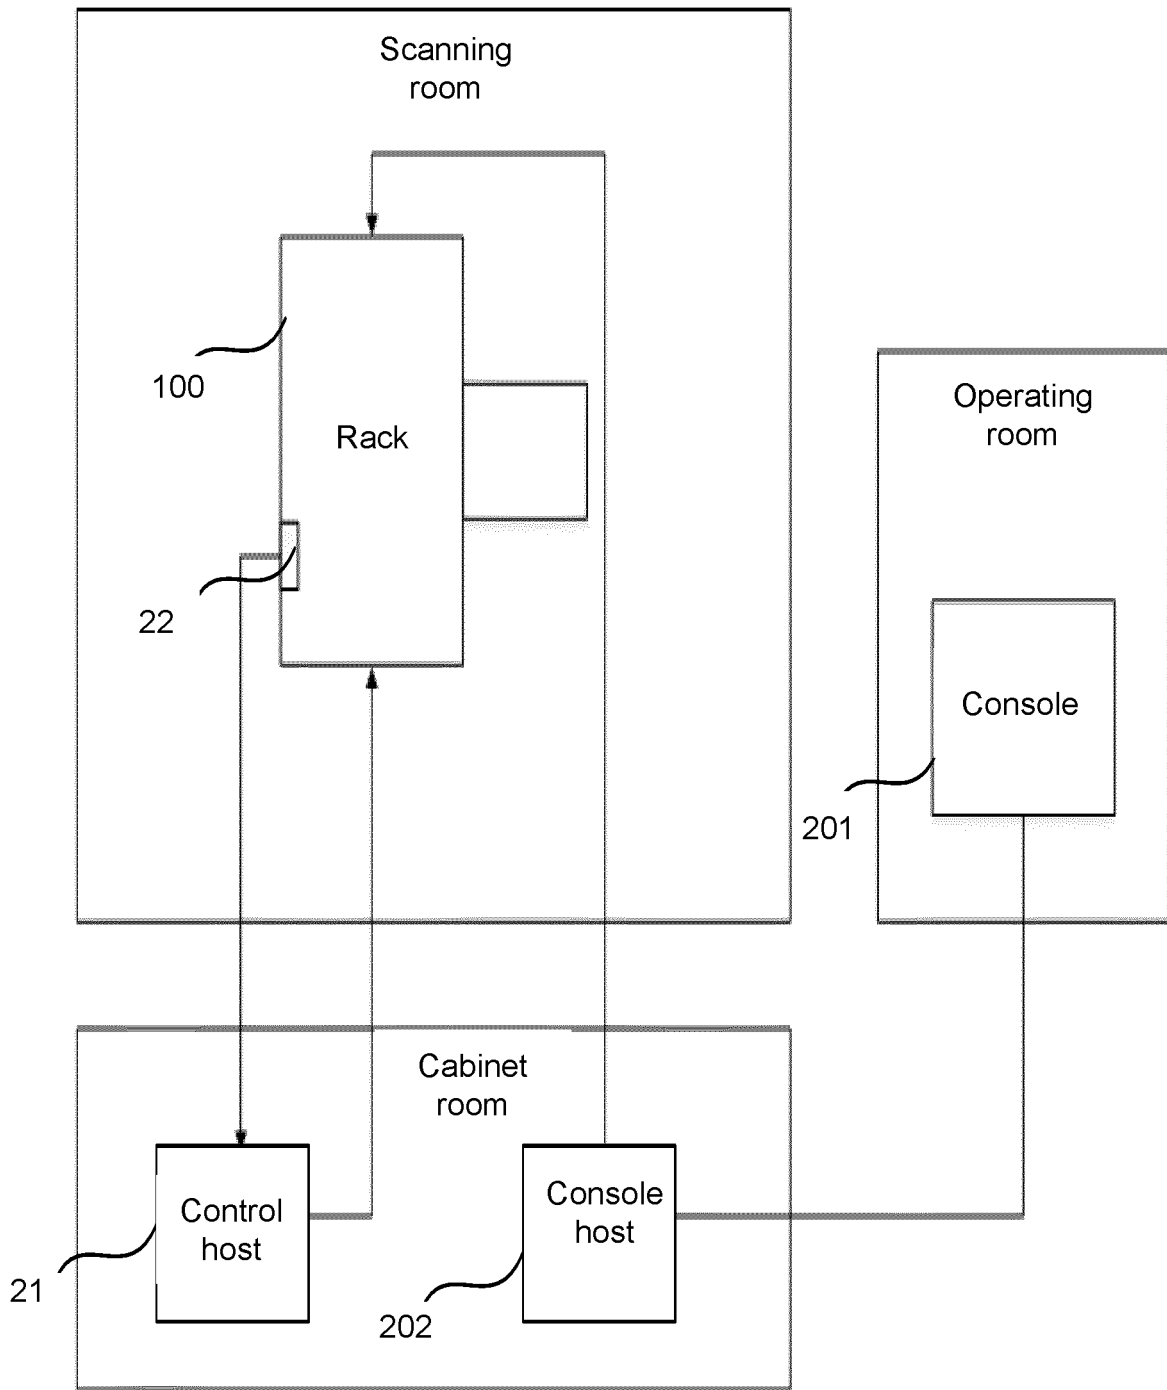 Scanning
room
100
Rack
Operating
room
22
Console
201
Cabinet
room
Control
host
Console
host
21
202